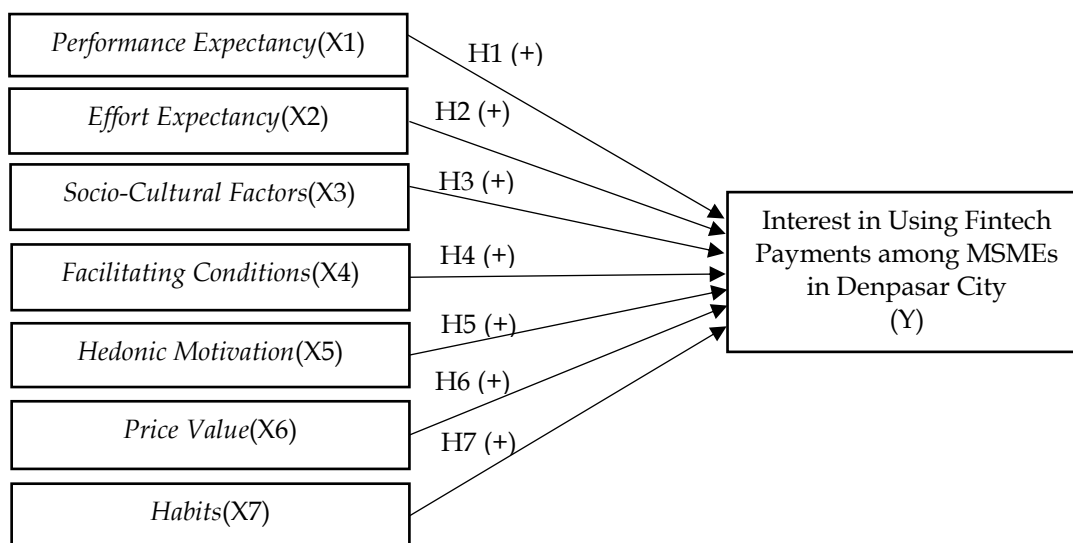 Performance Expectancy(X1)
H1 (+)
Effort Expectancy(X2)
H2 (+)
Socio-Cultural Factors(X3)
H3 (+)
Facilitating Conditions(X4)
H4 (+)
Hedonic Motivation(X5)
H5 (+)
Price Value(X6)
H6 (+)
Habits(X7)
H7 (+)
Interest in Using Fintech
Payments among MSMEs
in Denpasar City
(Y)